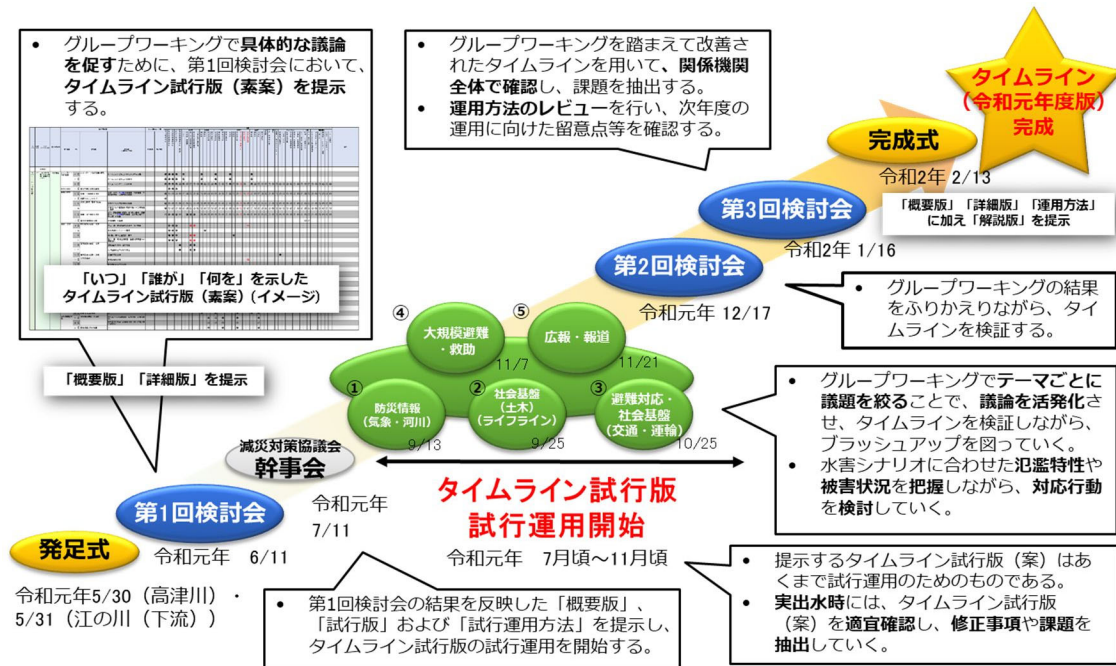 • グループワーキングで具体的な議論
を促すために、第1回検討会において、
タイムライン試行版（素案）を提示
する。
「いつ」「誰が」「何を」を示した
タイムライン試行版（素案）（イメージ）
「概要版」「詳細版」を提示
• グループワーキングを踏まえて改善さ
れたタイムラインを用いて、関係機関
全体で確認し、課題を抽出する。
• 運用方法のレビューを行い、次年度の
運用に向けた留意点等を確認する。
タイムライン
（令和元年度版）
完成
完成式
令和2年 2/13
「概要版」「詳細版」「運用方法」
に加え「解説版」を提示
第3回検討会
令和2年 1/16
第2回検討会
令和元年 12/17
• グループワーキングの結果
をふりかえりながら、タイ
ムラインを検証する。
④
大規模避難
・救助
11/7
⑤
広報・報道
11/21
①
防災情報
（気象・河川）
9/13
②
社会基盤
（土木）
（ライフライン）
9/25
③
避難対応・
社会基盤
（交通・運輸）
10/25
• グループワーキングでテーマごとに
議題を絞ることで、議論を活発化さ
せ、タイムラインを検証しながら、
ブラッシュアップを図っていく。
• 水害シナリオに合わせた氾濫特性や
被害状況を把握しながら、対応行動
を検討していく。
減災対策協議会
幹事会
令和元年
7/11
タイムライン試行版
試行運用開始
令和元年 7月頃～11月頃
第1回検討会
令和元年 6/11
発足式
令和元年5/30（高津川）・
5/31（江の川（下流））
• 第1回検討会の結果を反映した「概要版」、
「試行版」および「試行運用方法」を提示し、
タイムライン試行版の試行運用を開始する。
• 提示するタイムライン試行版（案）はあ
くまで試行運用のためのものである。
• 実出水時には、タイムライン試行版
（案）を適宜確認し、修正事項や課題を
抽出していく。